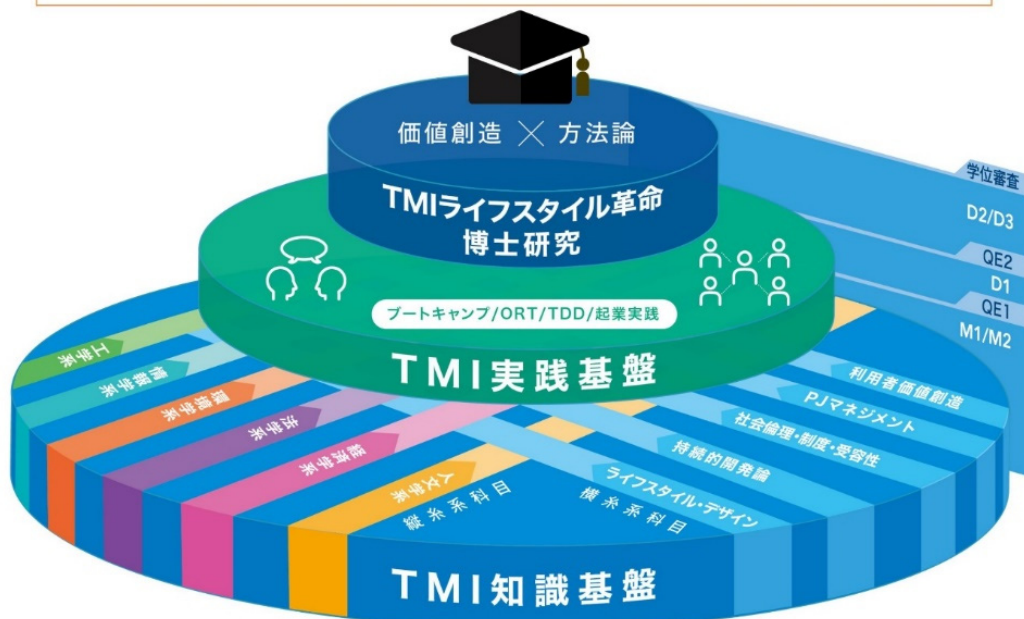 価値創造 × 方法論
TMIライフスタイル革命
博士研究
ブートキャンプ/ORT/TDD/起業実践
TMI実践基盤
工学系
情報学系
環境学系
法学系
経済学系
人文学系
縦糸系科目
横糸系科目
利用者価値創造
PJマネジメント
社会倫理・制度・受容性
持続的開発論
ライフスタイル・デザイン
TMI知識基盤
学位審査
D2/D3
QE2
D1
QE1
M1/M2